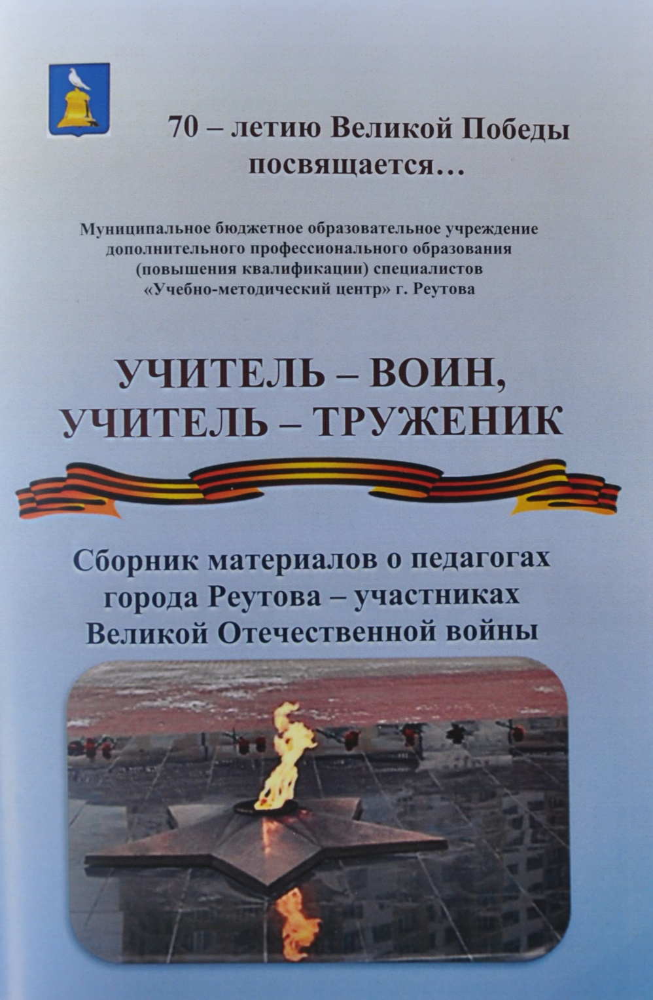 70 – летию Великой Победы
посвящается...
Муниципальное бюджетное образовательное учреждение
дополнительного профессионального образования
(повышения квалификации) специалистов
«Учебно-методический центр» г. Реутова
УЧИТЕЛЬ – ВОИН,
УЧИТЕЛЬ – ТРУЖЕНИК
Сборник материалов о педагогах
города Реутова – участниках
Великой Отечественной войны